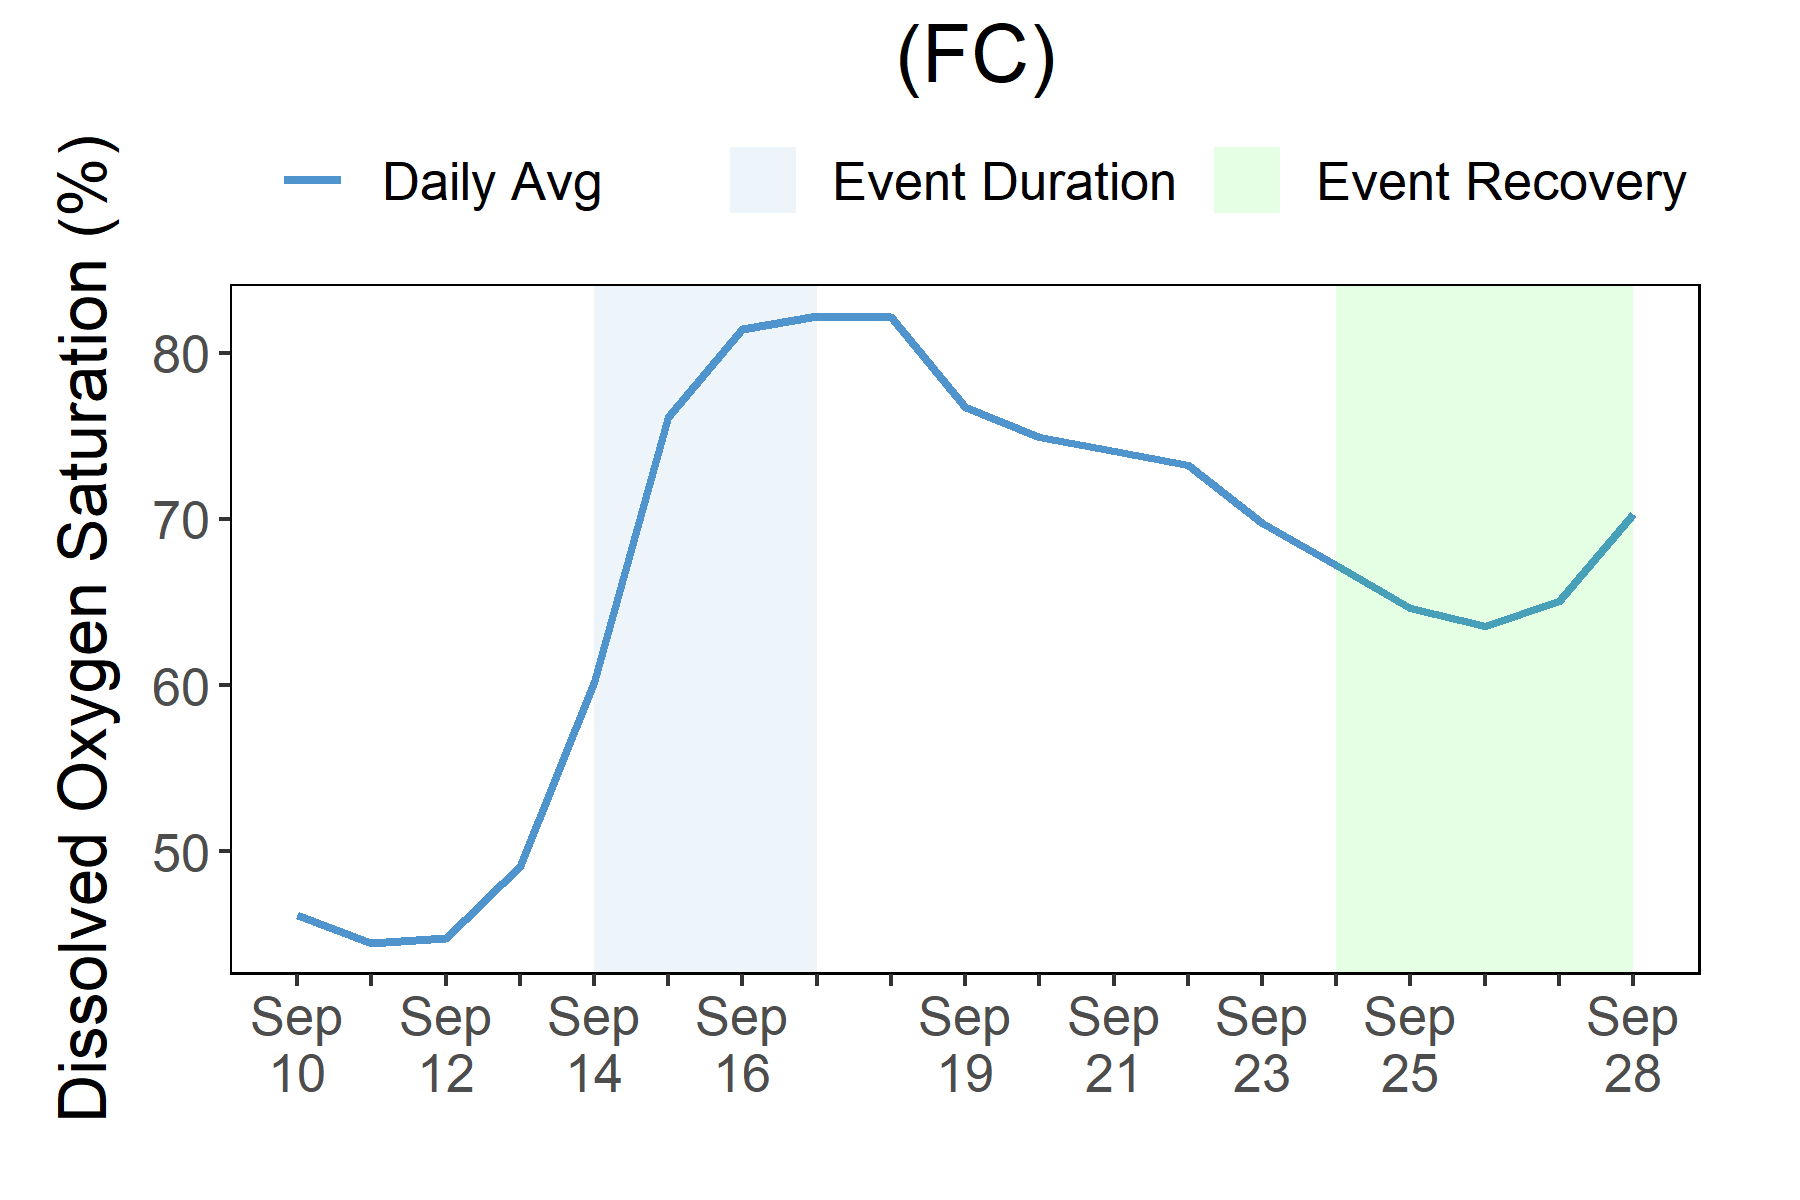 (FC)
Daily Avg
Event Duration
Event Recovery
Dissolved Oxygen Saturation (%)
80
70
60
50
Sep 10
Sep 12
Sep 14
Sep 16
Sep 19
Sep 21
Sep 23
Sep 25
Sep 28